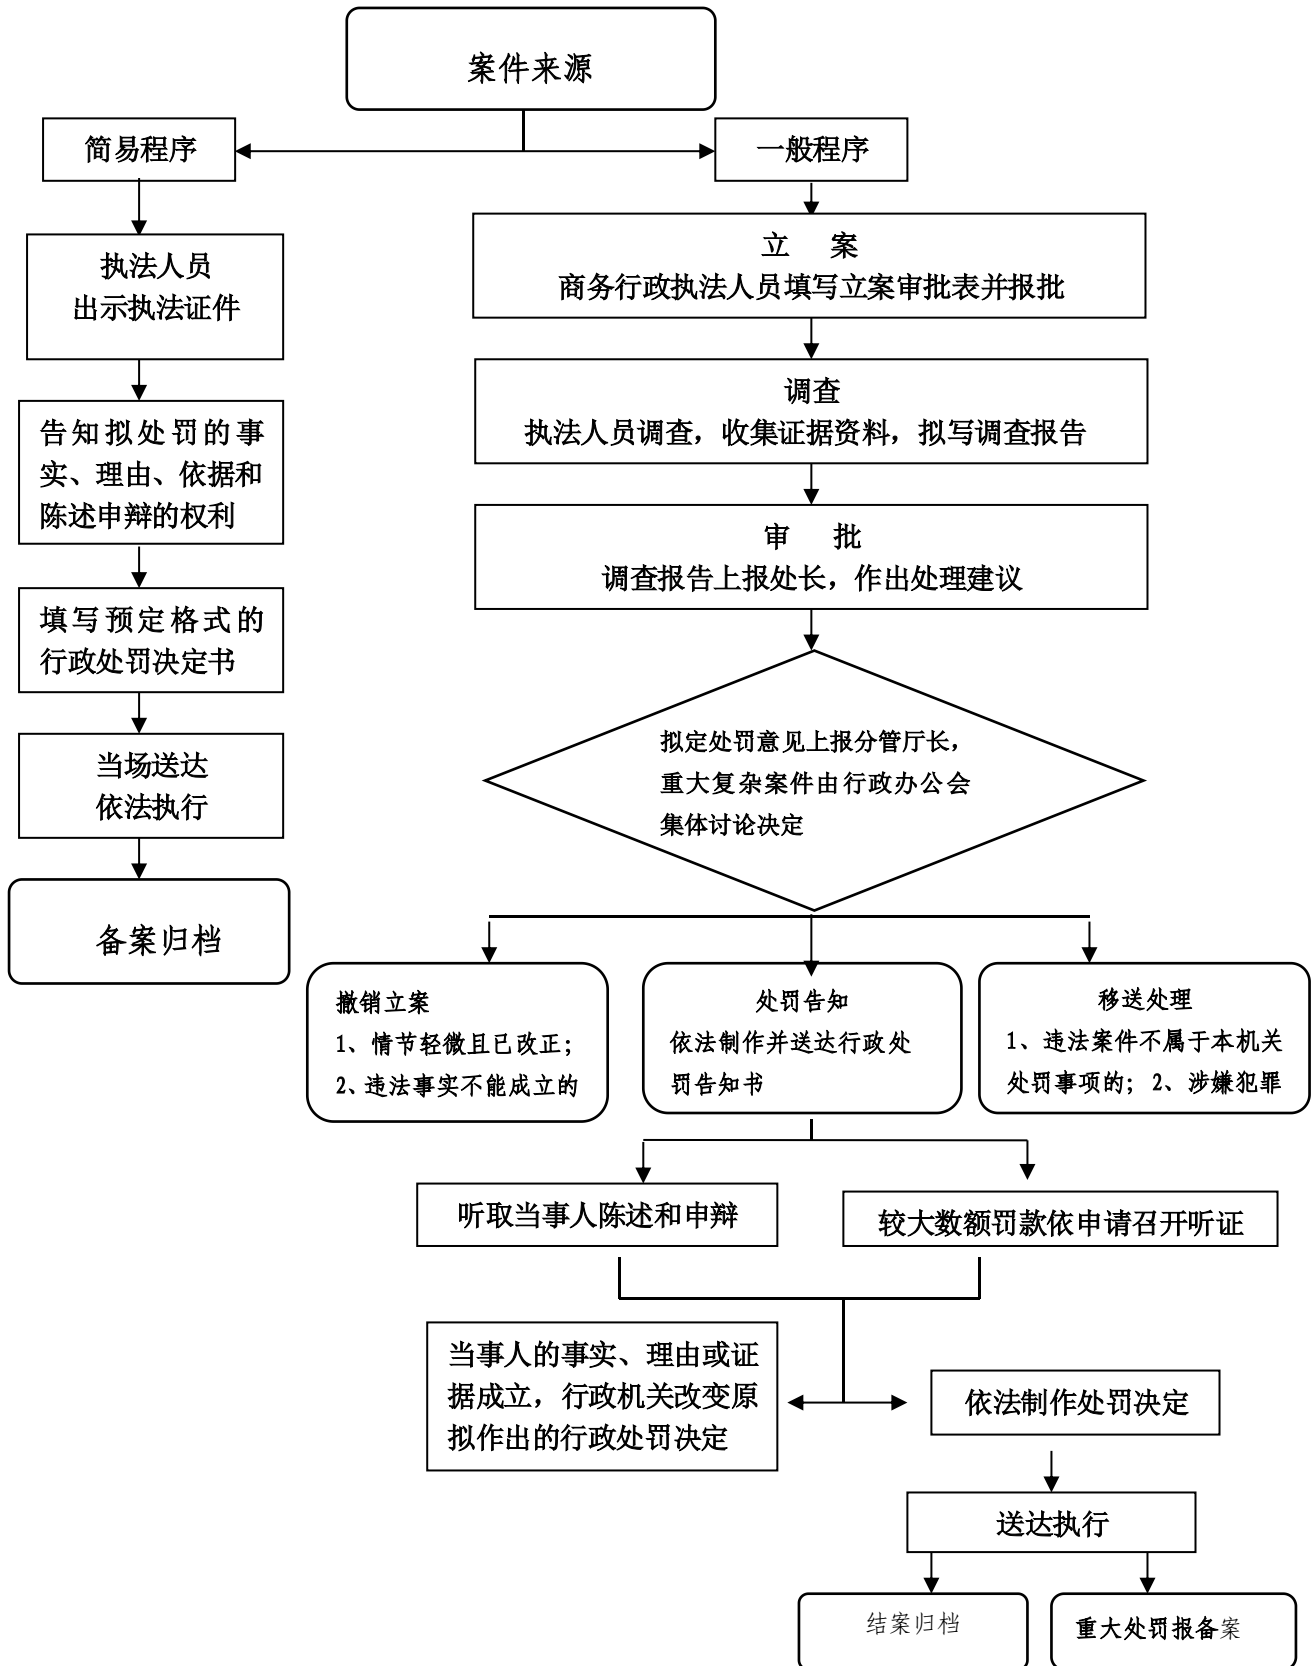 案件来源
简易程序
一般程序
执法人员
出示执法证件
告知拟处罚的事
实、理由、依据和
陈述申辩的权利
填写预定格式的
行政处罚决定书
当场送达
依法执行
备案归档
立 案
商务行政执法人员填写立案审批表并报批
调查
执法人员调查，收集证据资料，拟写调查报告
审 批
调查报告上报处长，作出处理建议
拟定处罚意见上报分管厅长，
重大复杂案件由行政办公会
集体讨论决定
撤销立案
1、情节轻微且已改正；
2、违法事实不能成立的
处罚告知
依法制作并送达行政处
罚告知书
移送处理
1、违法案件不属于本机关
处罚事项的；2、涉嫌犯罪
听取当事人陈述和申辩
较大数额罚款依申请召开听证
当事人的事实、理由或证
据成立，行政机关改变原
拟作出的行政处罚决定
依法制作处罚决定
送达执行
结案归档
重大处罚报备案